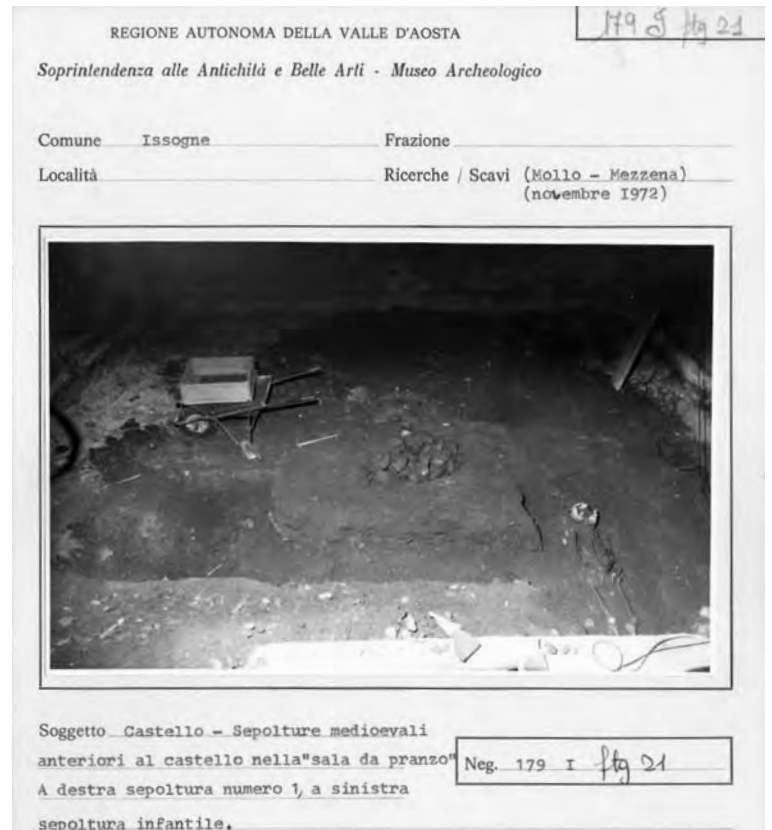 179 I ftg 21
REGIONE AUTONOMA DELLA VALLE D'AOSTA
Soprintendenza alle Antichità e Belle Arti - Museo Archeologico
Comune Issogne Frazione
Località Ricerche / Scavi (Mollo - Mezzena)
(novembre I972)
Soggetto Castello - Sepolture medioevali
anteriori al castello nella"sala da pranzo"
Neg. 179 I ftg 21
A destra sepoltura numero 1, a sinistra
sepoltura infantile.